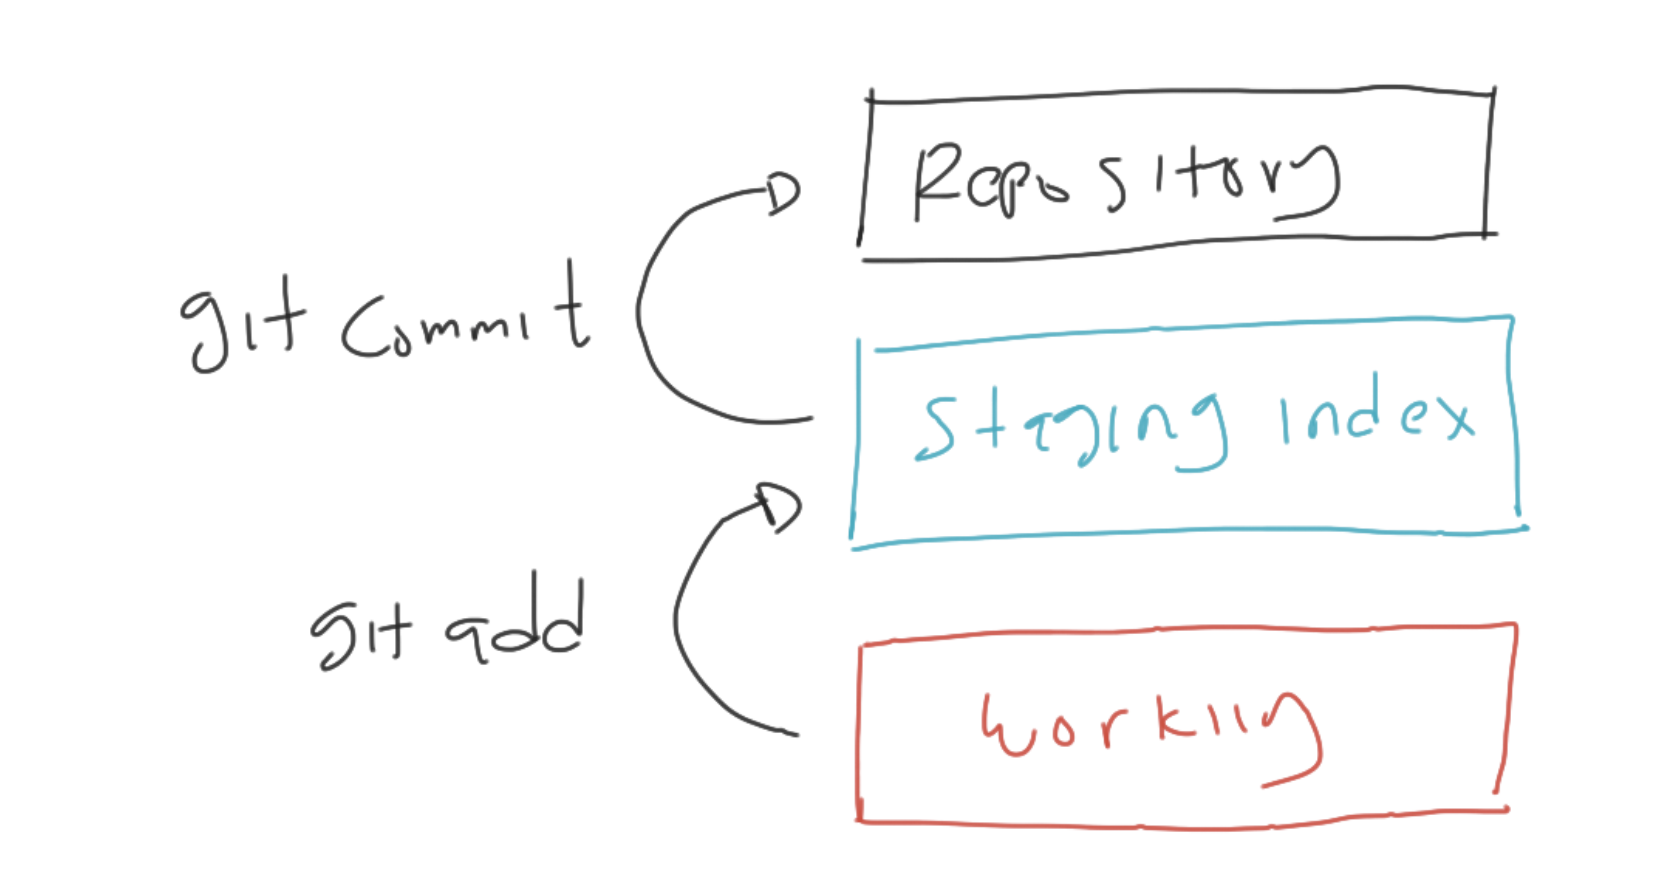 Repository
git commit
staging index
git add
working